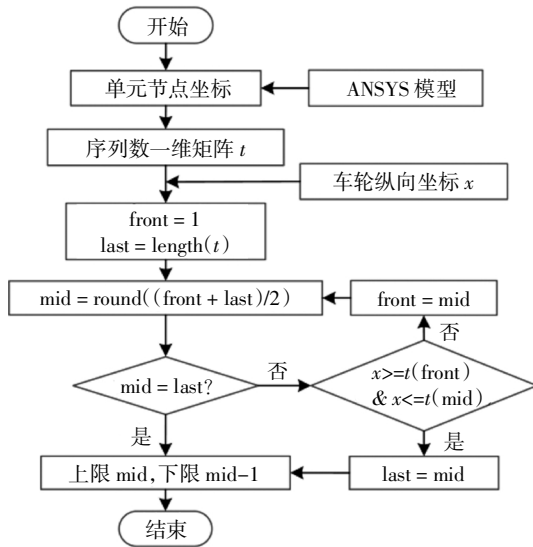 开始
单元节点坐标
ANSYS 模型
序列数一维矩阵 t
车轮纵向坐标 x
front = 1
last = length(t)
mid = round((front + last)/2)
front = mid
否
mid = last?
否
x>=t(front)
& x<=t(mid)
是
是
上限 mid,下限 mid-1
last = mid
结束